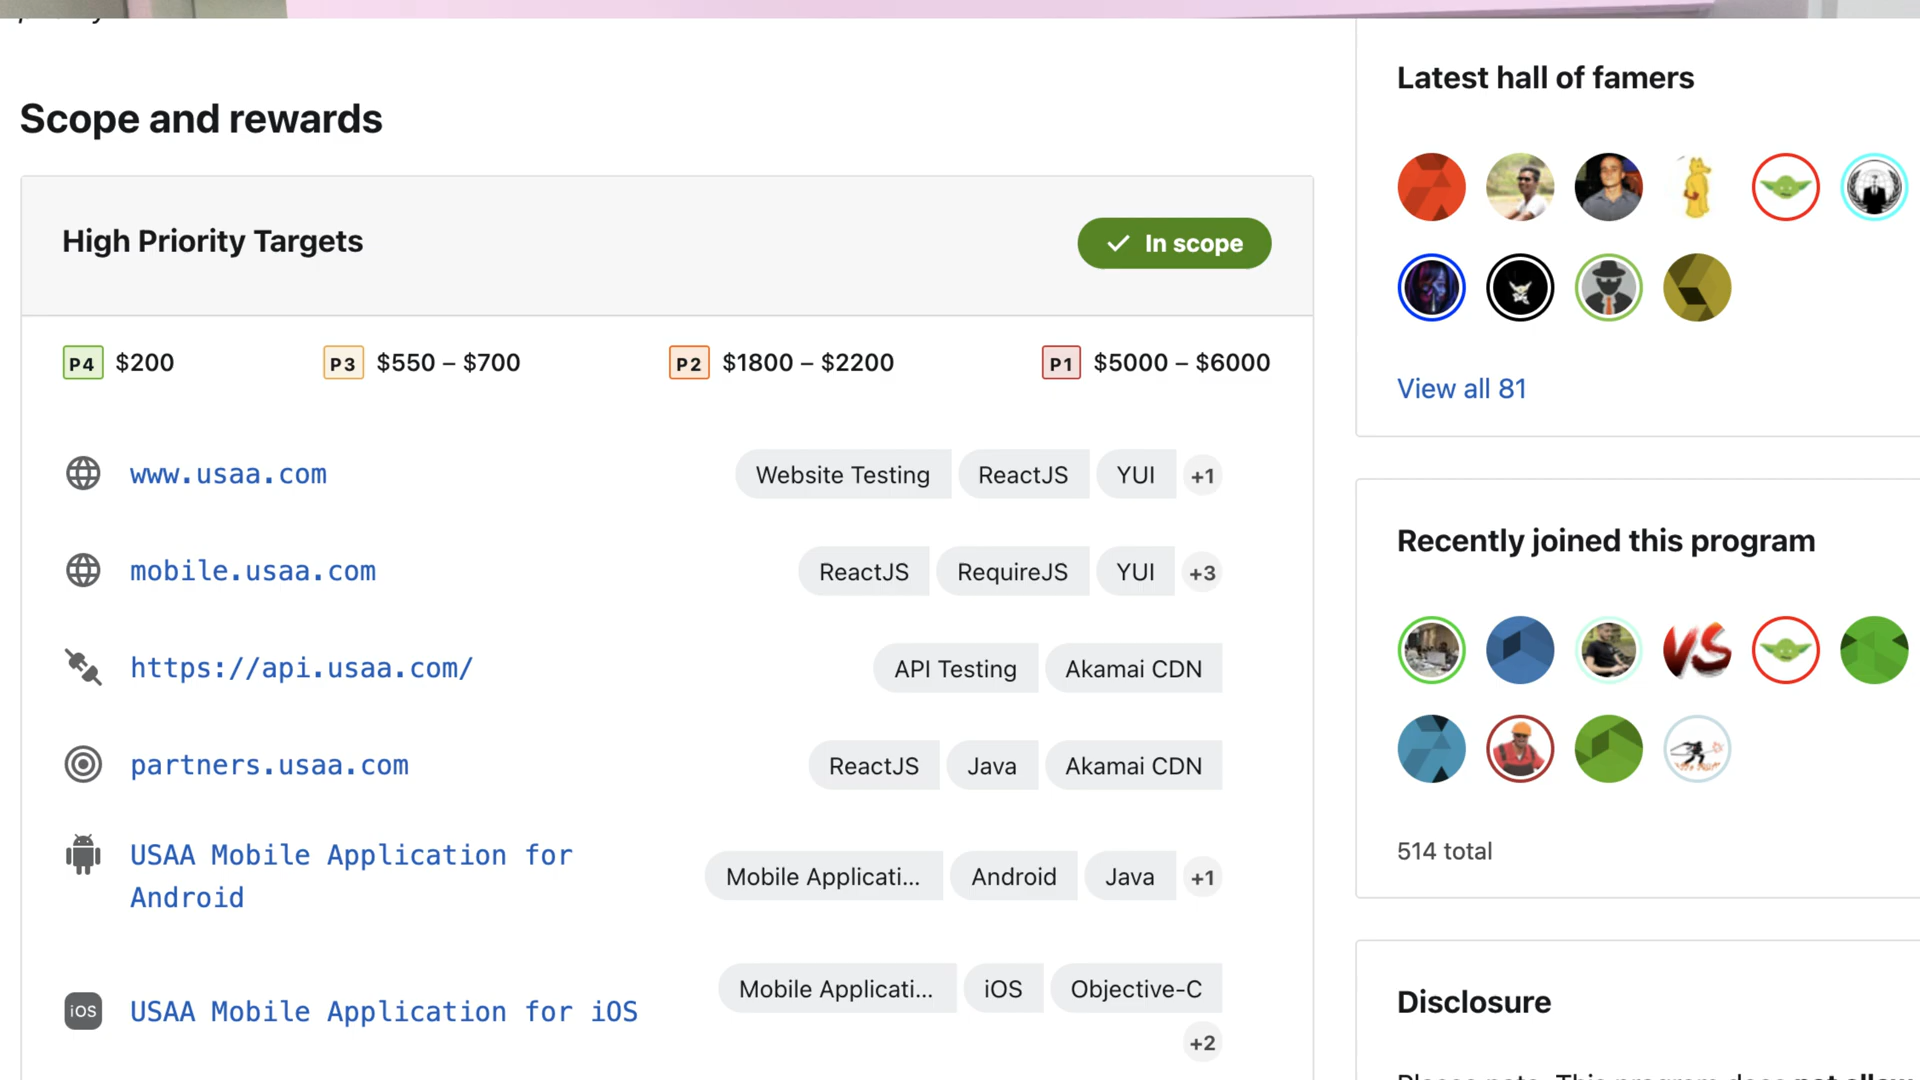 Scope and rewards
High Priority Targets
In scope
P4 $200 P3 $550 – $700 P2 $1800 – $2200 P1 $5000 – $6000
www.usaa.com Website Testing ReactJS YUI +1
mobile.usaa.com ReactJS RequireJS YUI +3
https://api.usaa.com/ API Testing Akamai CDN
partners.usaa.com ReactJS Java Akamai CDN
USAA Mobile Application for
Android
Mobile Applicati... Android Java +1
iOS USAA Mobile Application for iOS
Mobile Applicati... iOS Objective-C
+2
Latest hall of famers
View all 81
Recently joined this program
VS
514 total
Disclosure